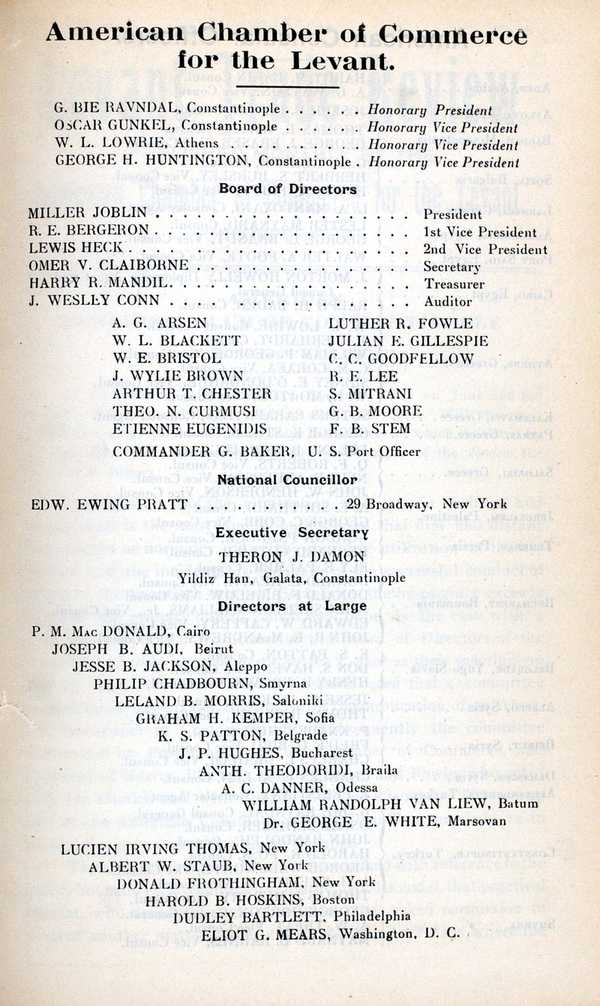 American Chamber of Commerce
for the Levant.
G. BIE RAVNDAL, Constantinople . . . . . . Honorary President
OSCAR GUNKEL, Constantinople . . . . . . Honorary Vice President
W. L. LOWRIE, Athens . . . . . . . . . . Honorary Vice President
GEORGE H. HUNTINGTON, Constantinople . Honorary Vice President
Board of Directors
MILLER JOBLIN . . . . . . . . . . . . . . . . . . . President
R. E. BERGERON . . . . . . . . . . . . . . . . . . . 1st Vice President
LEWIS HECK . . . . . . . . . . . . . . . . . . . . . 2nd Vice President
OMER V. CLAIBORNE . . . . . . . . . . . . . . . . Secretary
HARRY R. MANDIL . . . . . . . . . . . . . . . . . . Treasurer
J. WESLEY CONN . . . . . . . . . . . . . . . . . . Auditor
A. G. ARSEN LUTHER R. FOWLE
W. L. BLACKETT JULIAN E. GILLESPIE
W. E. BRISTOL C. C. GOODFELLOW
J. WYLIE BROWN R. E. LEE
ARTHUR T. CHESTER S. MITRANI
THEO. N. CURMUSI G. B. MOORE
ETIENNE EUGENIDIS F. B. STEM
COMMANDER G. BAKER, U. S. Port Officer
National Councillor
EDW. EWING PRATT . . . . . . . . . . . 29 Broadway, New York
Executive Secretary
THERON J. DAMON
Yildiz Han, Galata, Constantinople
Directors at Large
P. M. MAC DONALD, Cairo
JOSEPH B. AUDI, Beirut
JESSE B. JACKSON, Aleppo
PHILIP CHADBOURN, Smyrna
LELAND B. MORRIS, Saloniki
GRAHAM H. KEMPER, Sofia
K. S. PATTON, Belgrade
J. P. HUGHES, Bucharest
ANTH. THEODORIDI, Braila
A. C. DANNER, Odessa
WILLIAM RANDOLPH VAN LIEW, Batum
Dr. GEORGE E. WHITE, Marsovan
LUCIEN IRVING THOMAS, New York
ALBERT W. STAUB, New York
DONALD FROTHINGHAM, New York
HAROLD B. HOSKINS, Boston
DUDLEY BARTLETT, Philadelphia
ELIOT G. MEARS, Washington, D. C.